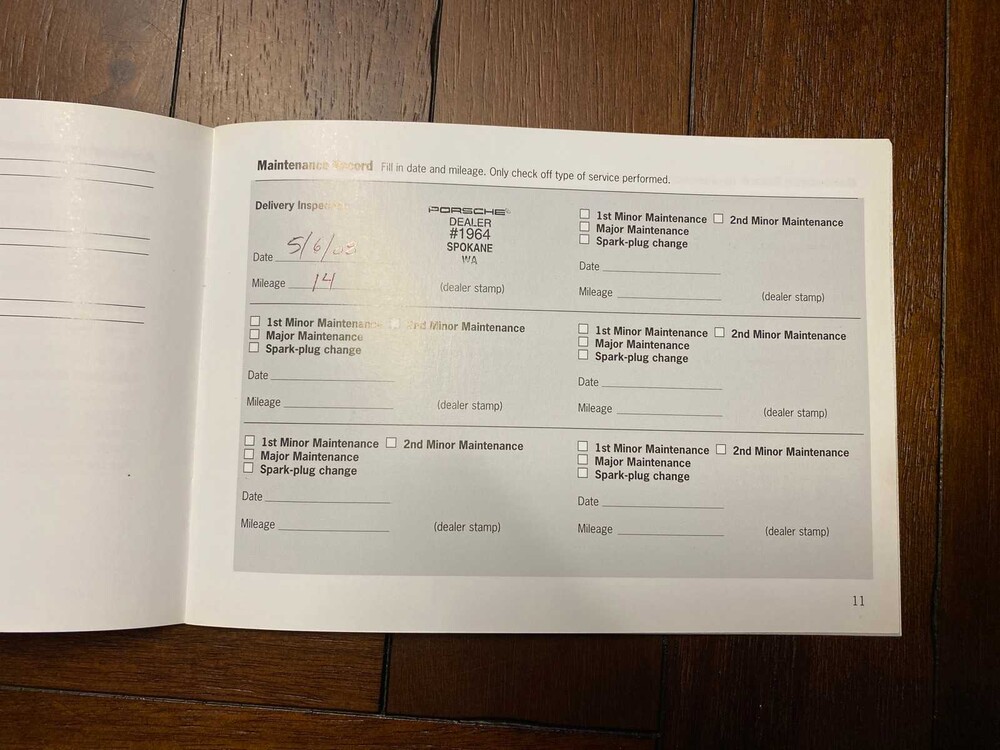 Maintenance Record Fill in date and mileage. Only check off type of service performed.
Delivery
Date 5/6/03
Mileage 14
PORSCHE
DEALER
#1964
SPOKANE
WA
(dealer stamp)
1st Minor Maintenance 2nd Minor Maintenance
Major Maintenance
Spark-plug change
Date
Mileage (dealer stamp)
1st Minor Maintenance 2nd Minor Maintenance
Major Maintenance
Spark-plug change
Date
Mileage (dealer stamp)
1st Minor Maintenance 2nd Minor Maintenance
Major Maintenance
Spark-plug change
Date
Mileage (dealer stamp)
1st Minor Maintenance 2nd Minor Maintenance
Major Maintenance
Spark-plug change
Date
Mileage (dealer stamp)
1st Minor Maintenance 2nd Minor Maintenance
Major Maintenance
Spark-plug change
Date
Mileage (dealer stamp)
11